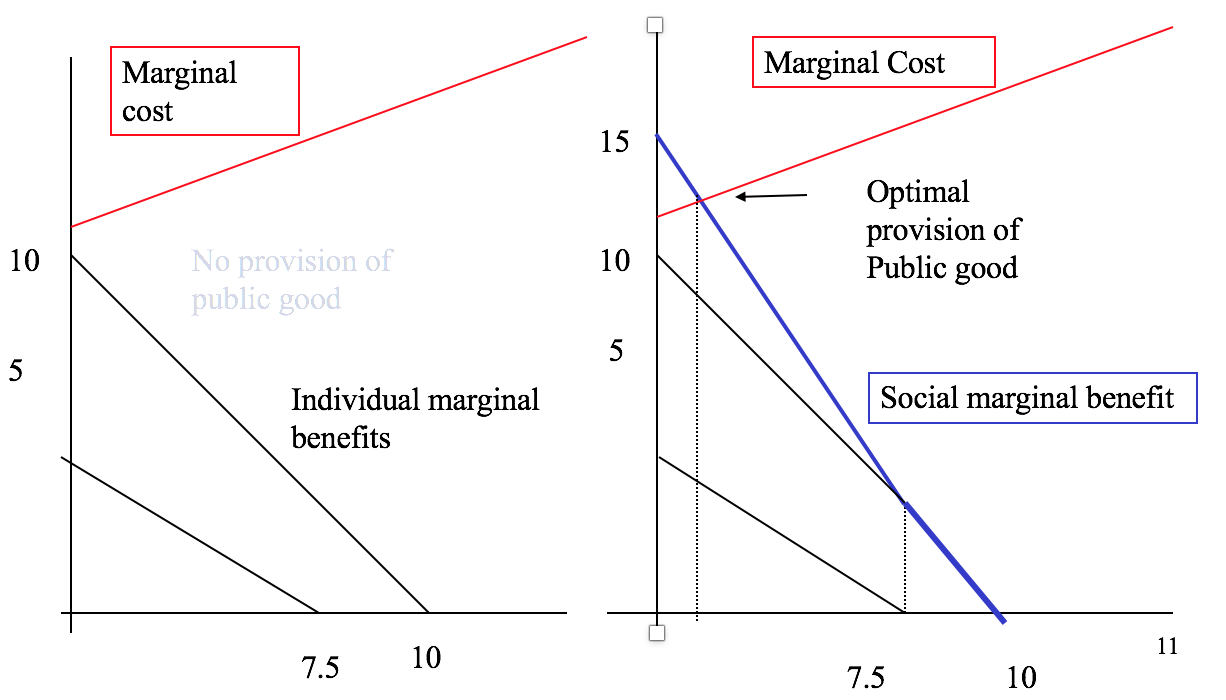 Marginal
cost
10
No provision of
public good
5
Individual marginal
benefits
7.5
10
Marginal Cost
15
Optimal
provision of
Public good
10
5
Social marginal benefit
7.5
10
11